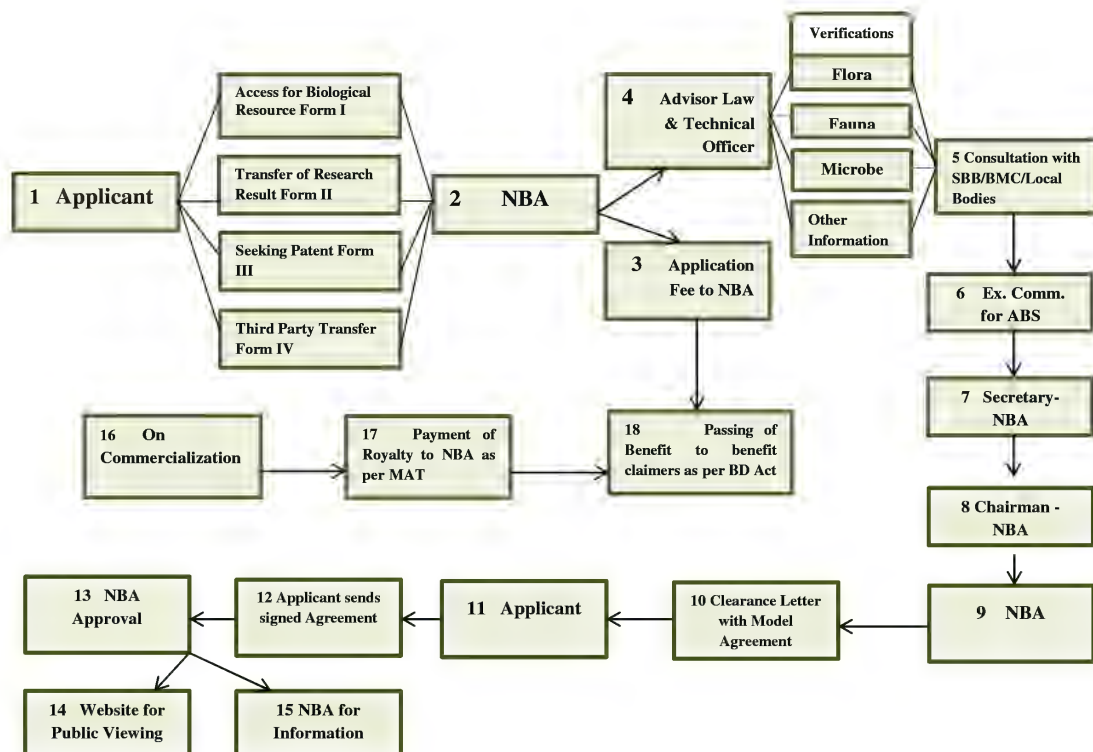 1 Applicant
Access for Biological
Resource Form I
Transfer of Research
Result Form II
Seeking Patent Form
III
Third Party Transfer
Form IV
2 NBA
4 Advisor Law
& Technical
Officer
3 Application
Fee to NBA
Verifications
Flora
Fauna
Microbe
Other
Information
5 Consultation with
SBB/BMC/Local
Bodies
6 Ex. Comm.
for ABS
7 Secretary-
NBA
8 Chairman -
NBA
16 On
Commercialization
17 Payment of
Royalty to NBA as
per MAT
18 Passing of
Benefit to benefit
claimers as per BD Act
9 NBA
10 Clearance Letter
with Model
Agreement
11 Applicant
12 Applicant sends
signed Agreement
13 NBA
Approval
14 Website for
Public Viewing
15 NBA for
Information